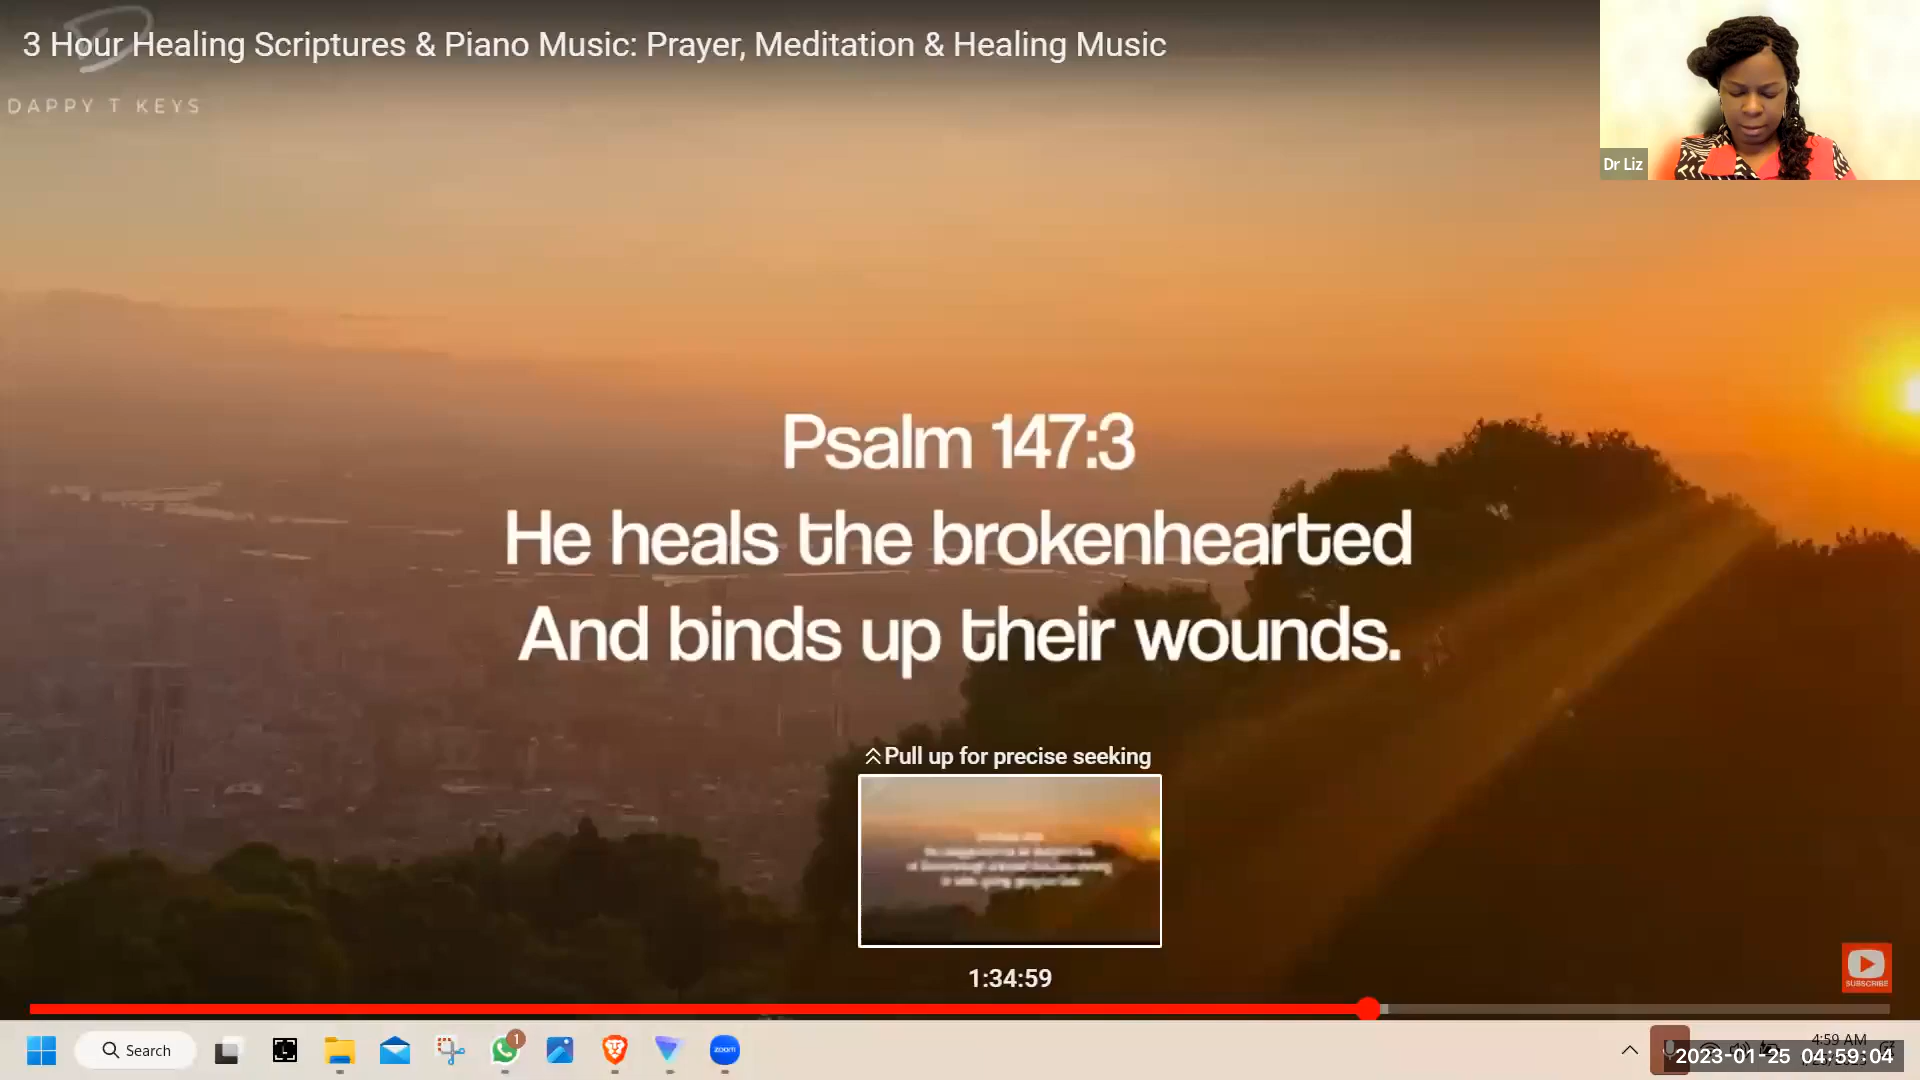 3 Hour Healing Scriptures & Piano Music: Prayer, Meditation & Healing Music
DAPPY T KEYS
Dr Liz
Psalm 147:3
He heals the brokenhearted
And binds up their wounds.
Pull up for precise seeking
1:34:59
SUBSCRIBE
Search
1
zoom
4:59 AM
2023-01-25 04:59:04